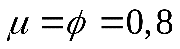 μ = ϕ = 0,8